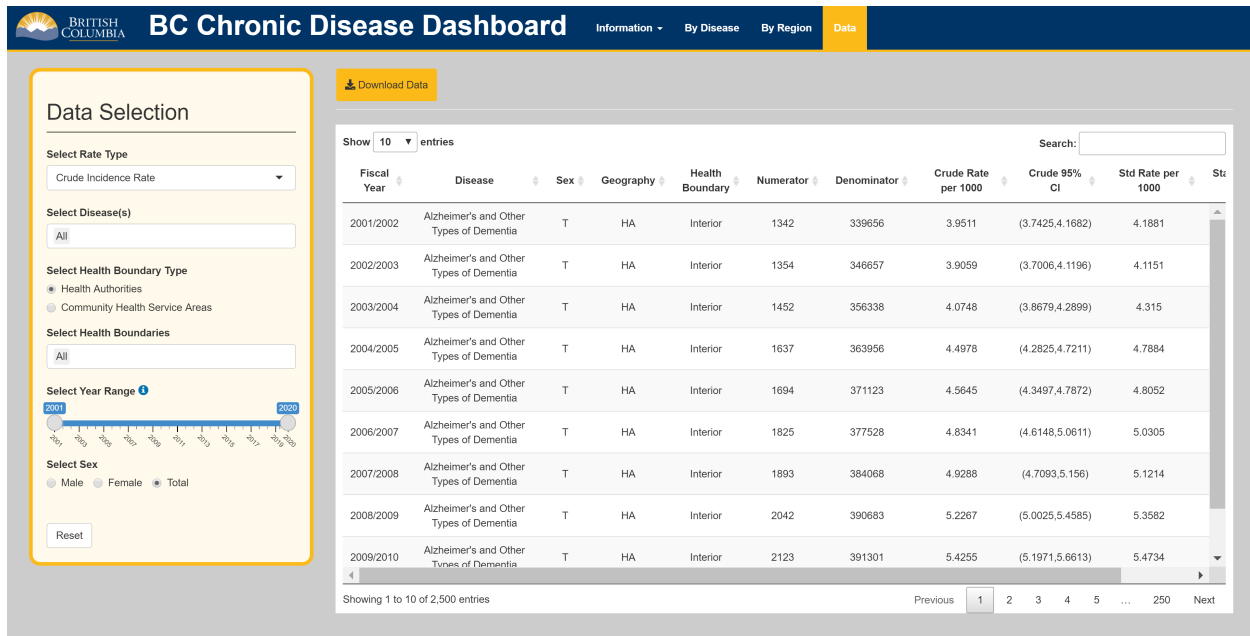 BRITISH
COLUMBIA
BC Chronic Disease Dashboard
Information By Disease By Region Data
Data Selection
Select Rate Type
Crude Incidence Rate
Select Disease(s)
All
Select Health Boundary Type
Health Authorities
Community Health Service Areas
Select Health Boundaries
All
Select Year Range
2001 2020
2001 2003 2005 2007 2009 2011 2013 2015 2017 2019 2020
Select Sex
Male Female Total
Reset
Download Data
Show 10 entries Search:
Fiscal Year Disease Sex Geography Health Boundary Numerator Denominator Crude Rate per 1000 Crude 95% CI Std Rate per 1000 Sta
2001/2002 Alzheimer's and Other Types of Dementia T HA Interior 1342 339656 3.9511 (3.7425,4.1682) 4.1881
2002/2003 Alzheimer's and Other Types of Dementia T HA Interior 1354 346657 3.9059 (3.7006,4.1196) 4.1151
2003/2004 Alzheimer's and Other Types of Dementia T HA Interior 1452 356338 4.0748 (3.8679,4.2899) 4.315
2004/2005 Alzheimer's and Other Types of Dementia T HA Interior 1637 363956 4.4978 (4.2825,4.7211) 4.7884
2005/2006 Alzheimer's and Other Types of Dementia T HA Interior 1694 371123 4.5645 (4.3497,4.7872) 4.8052
2006/2007 Alzheimer's and Other Types of Dementia T HA Interior 1825 377528 4.8341 (4.6148,5.0611) 5.0305
2007/2008 Alzheimer's and Other Types of Dementia T HA Interior 1893 384068 4.9288 (4.7093,5.156) 5.1214
2008/2009 Alzheimer's and Other Types of Dementia T HA Interior 2042 390683 5.2267 (5.0025,5.4585) 5.3582
2009/2010 Alzheimer's and Other Types of Dementia T HA Interior 2123 391301 5.4255 (5.1971,5.6613) 5.4734
Showing 1 to 10 of 2,500 entries
Previous 1 2 3 4 5 … 250 Next